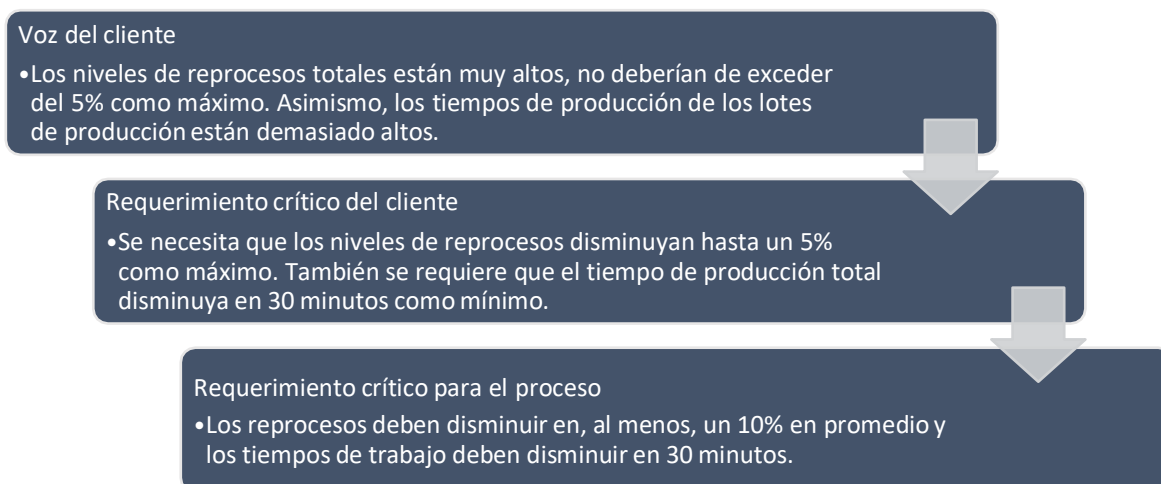 Voz del cliente
•Los niveles de reprocesos totales están muy altos, no deberían de exceder
del 5% como máximo. Asimismo, los tiempos de producción de los lotes
de producción están demasiado altos.
Requerimiento crítico del cliente
•Se necesita que los niveles de reprocesos disminuyan hasta un 5%
como máximo. También se requiere que el tiempo de producción total
disminuya en 30 minutos como mínimo.
Requerimiento crítico para el proceso
•Los reprocesos deben disminuir en, al menos, un 10% en promedio y
los tiempos de trabajo deben disminuir en 30 minutos.